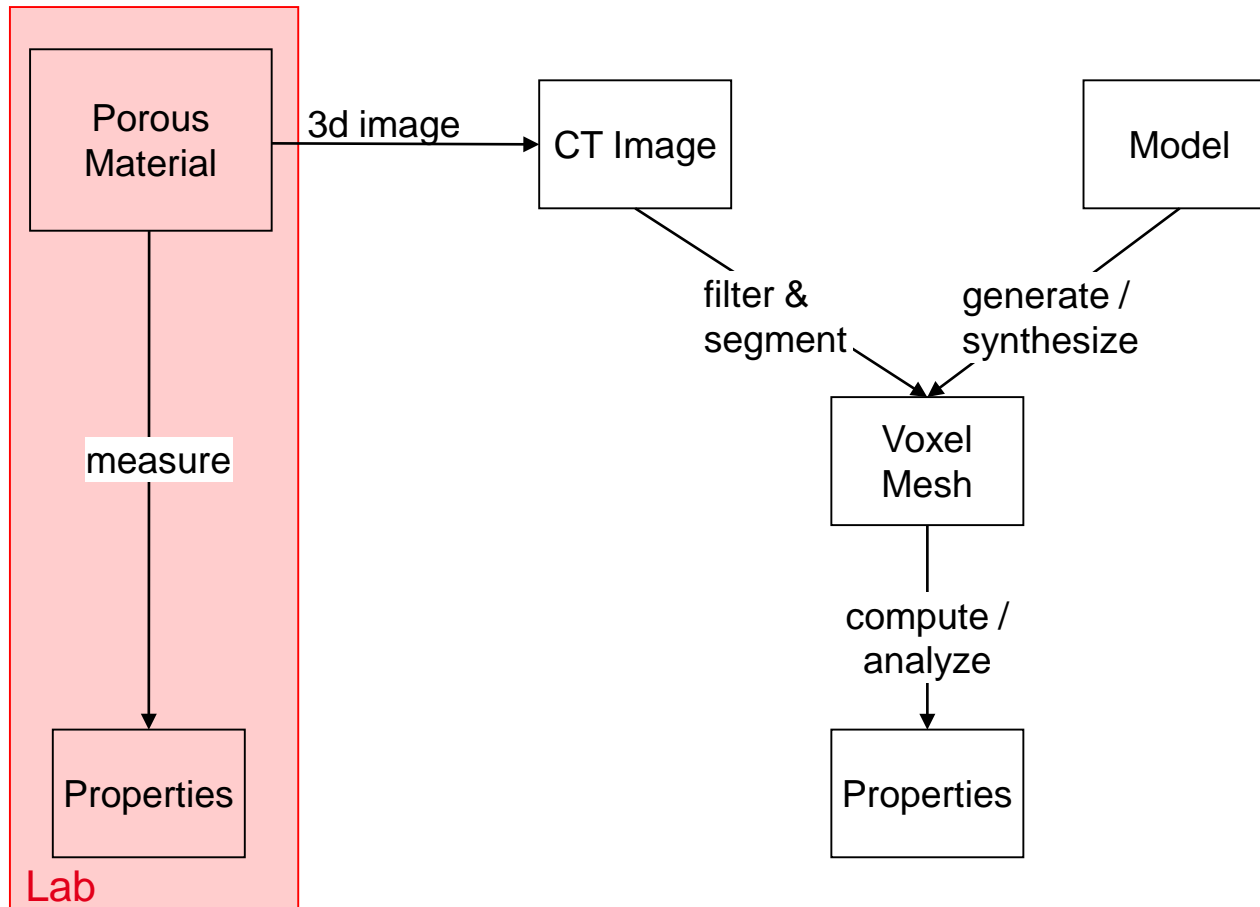 Porous
Material
3d image
CT Image
Model
filter &
segment
generate /
synthesize
measure
Voxel
Mesh
compute /
analyze
Properties
Properties
Lab